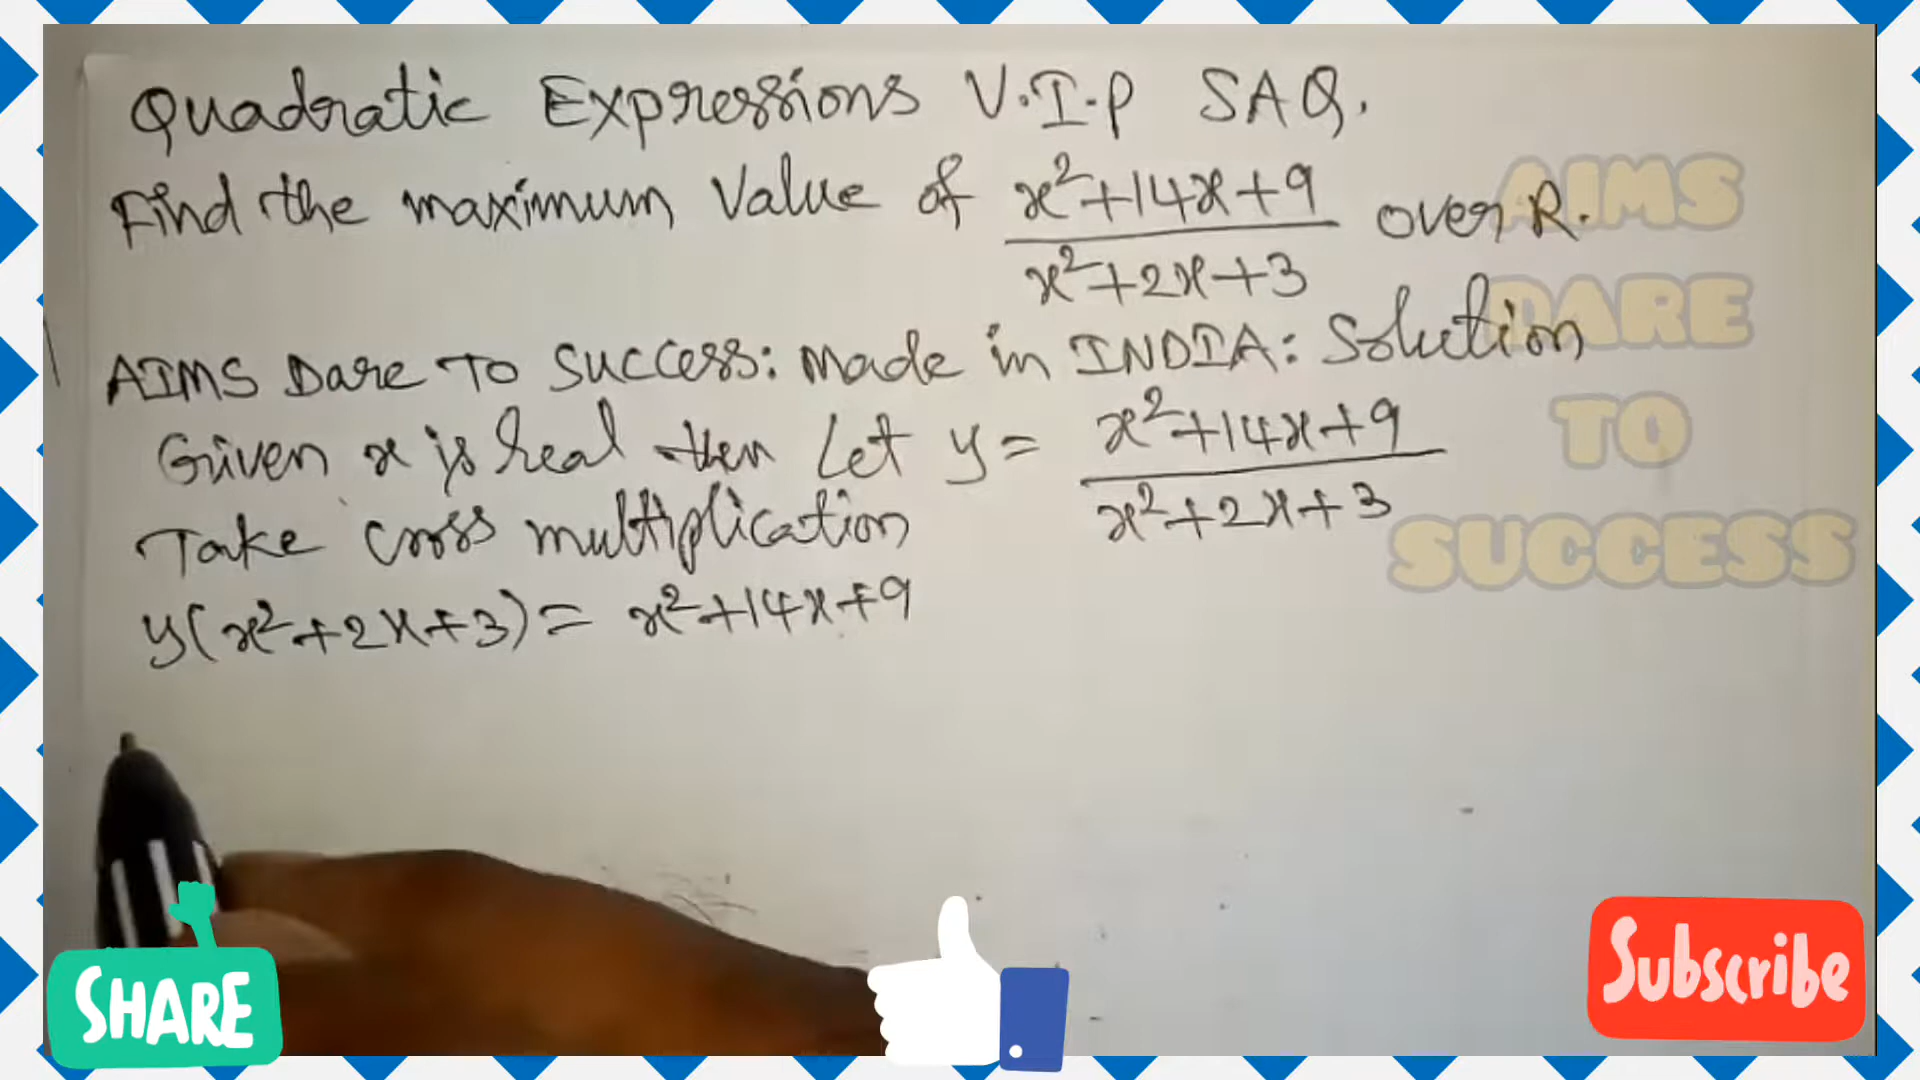 Quadratic Expressions V.I.P SAQ.
Find the maximum Value of x²+14x+9 / x²+2x+3 over R.
AIMS Dare To Success: Made in INDIA: Solution
Given x is real then Let y = x²+14x+9 / x²+2x+3
Take cross multiplication
y(x²+2x+3) = x²+14x+9
AIMS
DARE
TO
SUCCESS
SHARE
Subscribe